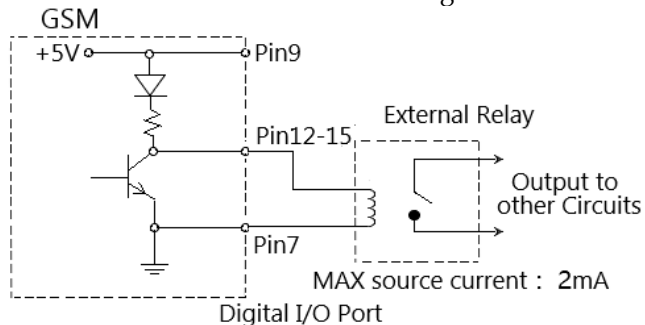 GSM
+5V
Pin9
External Relay
Pin12-15
Output to
other Circuits
Pin7
MAX source current : 2mA
Digital I/O Port